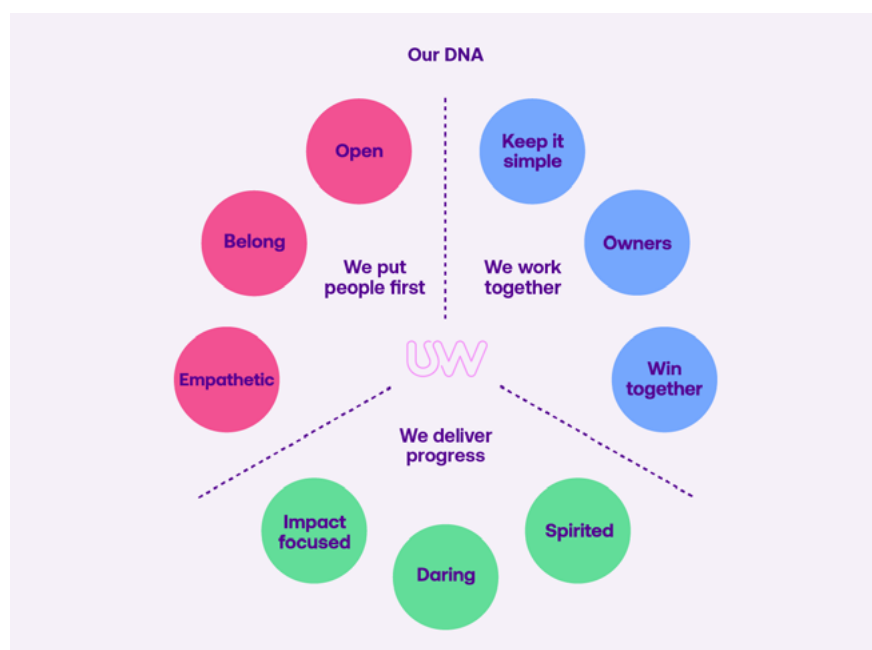 Our DNA
Open
Keep it
simple
Belong
Owners
We put
people first
We work
together
UW
Empathetic
Win
together
We deliver
progress
Impact
focused
Daring
Spirited